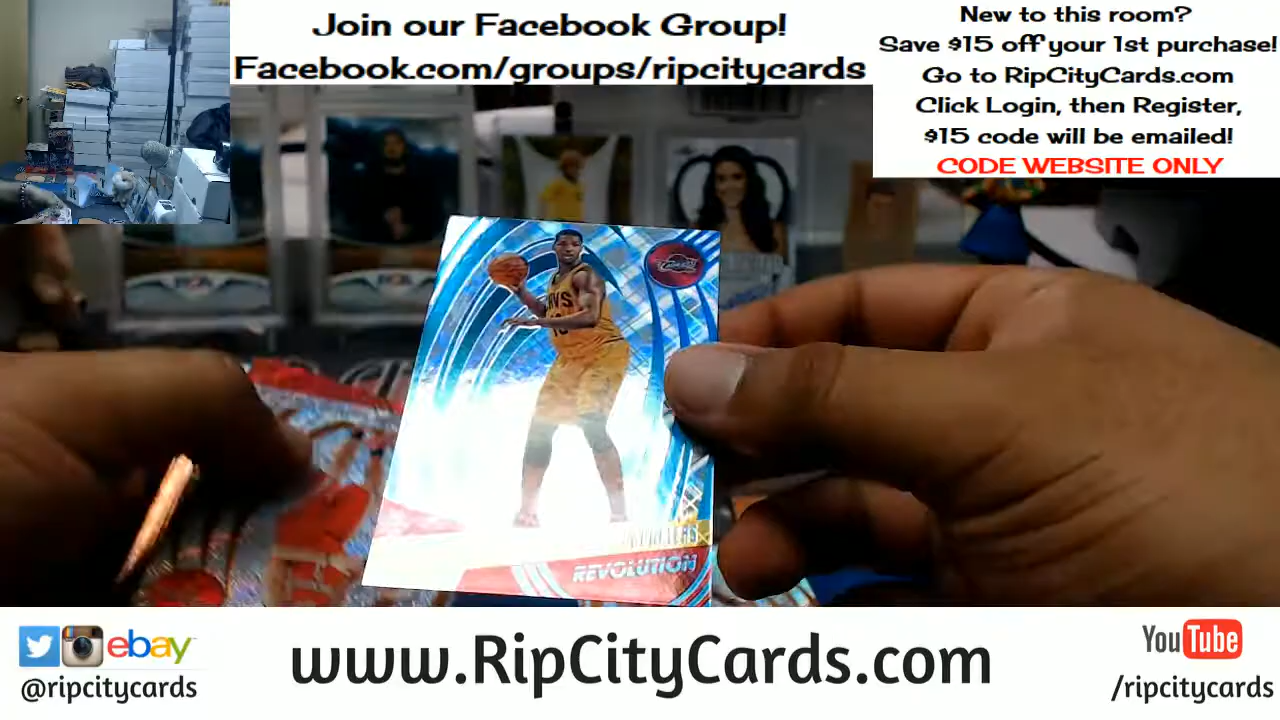 Join our Facebook Group!
Facebook.com/groups/ripcitycards
New to this room?
Save $15 off your 1st purchase!
Go to RipCityCards.com
Click Login, then Register,
$15 code will be emailed!
CODE WEBSITE ONLY
REVOLUTION
ebay
@ripcitycards
www.RipCityCards.com
YouTube
/ripcitycards